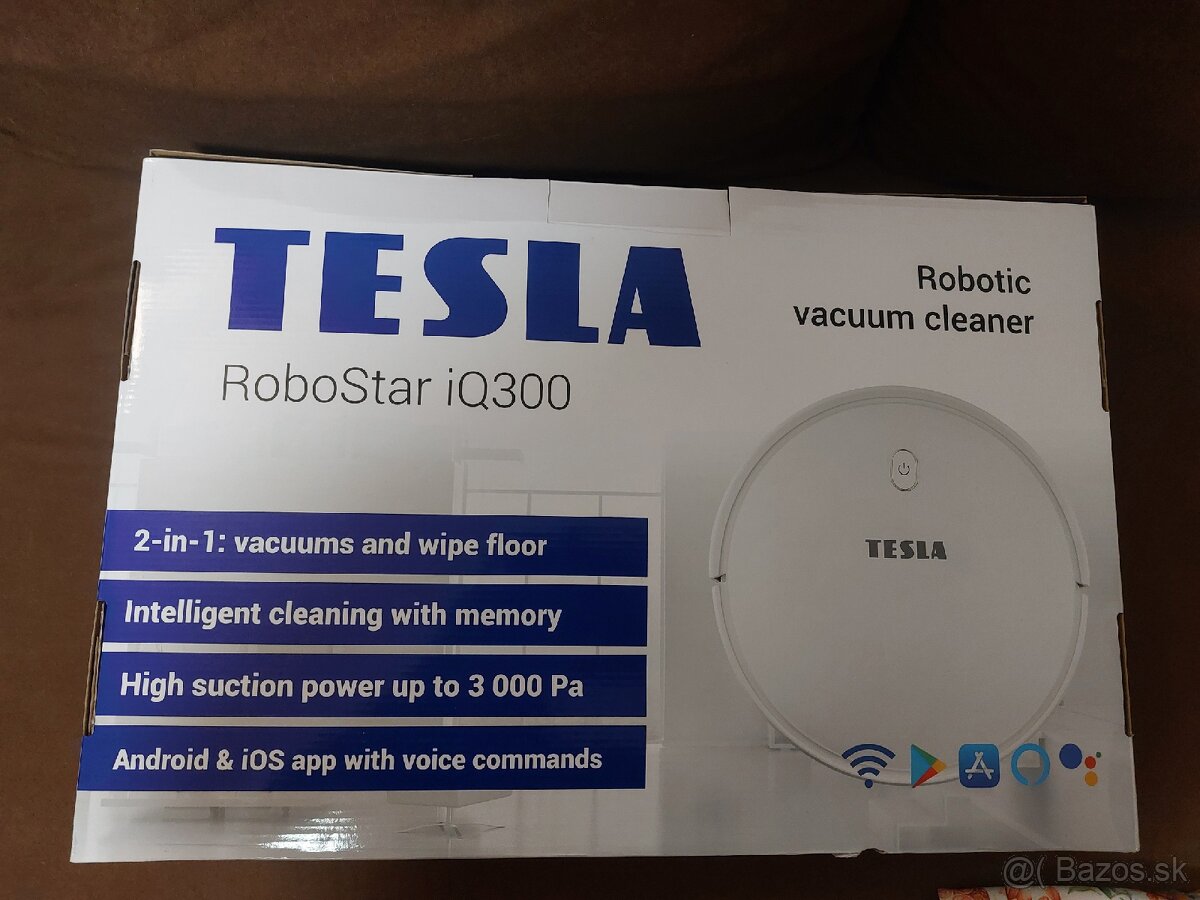 TESLA
RoboStar iQ300
Robotic
vacuum cleaner
TESLA
2-in-1: vacuums and wipe floor
Intelligent cleaning with memory
High suction power up to 3 000 Pa
Android & iOS app with voice commands
@( Bazos.sk